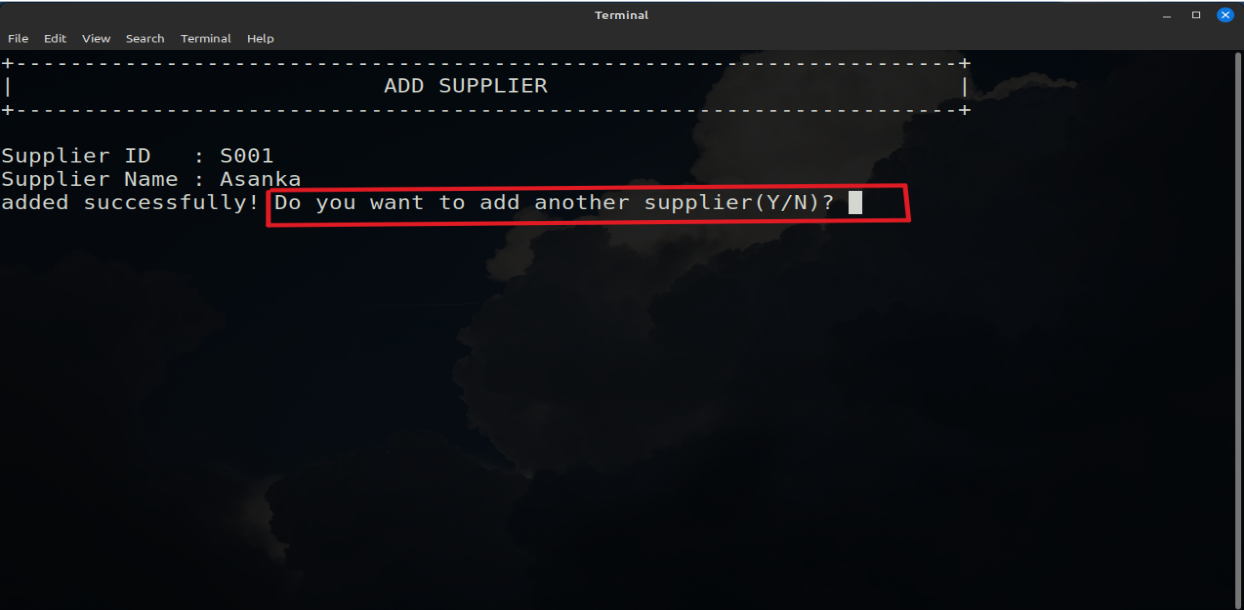 Terminal
File Edit View Search Terminal Help
+---------------------------------------------------------------------+
| ADD SUPPLIER |
+---------------------------------------------------------------------+
Supplier ID : S001
Supplier Name : Asanka
added successfully! Do you want to add another supplier(Y/N)?